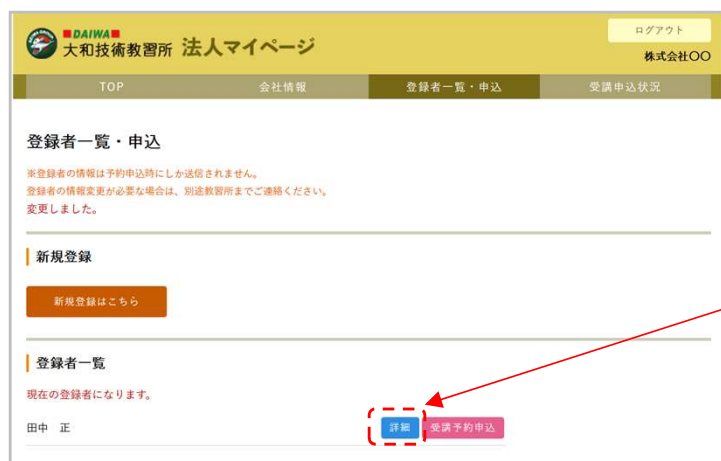 DAIWA
大和技術教習所 法人マイページ
ログアウト
株式会社〇〇
TOP 会社情報 登録者一覧・申込 受講申込状況
登録者一覧・申込
※登録者の情報は予約申込時にしか送信されません。
登録者の情報変更が必要な場合は、別途教習所までご連絡ください。
変更しました。
新規登録
新規登録はこちら
登録者一覧
現在の登録者になります。
田中 正 詳細 受講予約申込